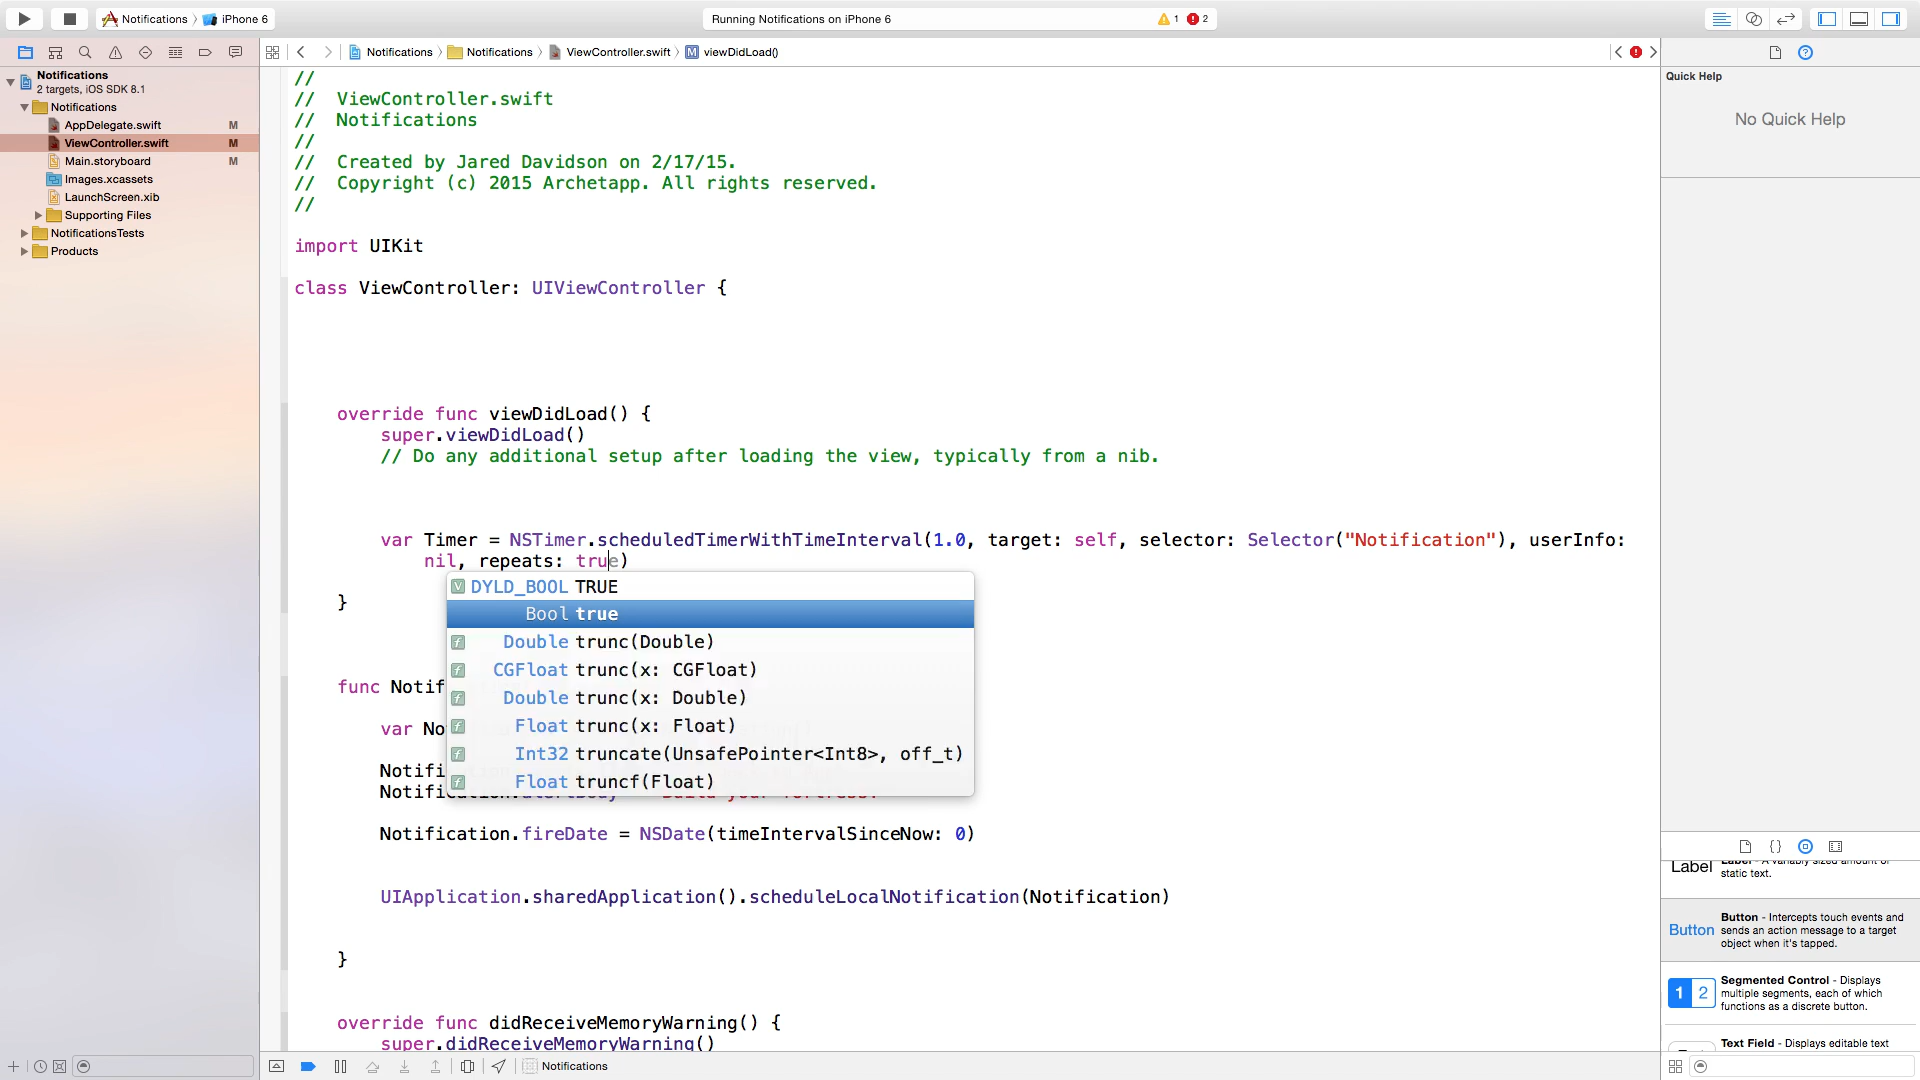 Notifications iPhone 6
Running Notifications on iPhone 6
1 2
Notifications Notifications ViewController.swift M viewDidLoad()
Notifications
2 targets, iOS SDK 8.1
Notifications
AppDelegate.swift M
ViewController.swift M
Main.storyboard M
Images.xcassets
LaunchScreen.xib
Supporting Files
NotificationsTests
Products
//
// ViewController.swift
// Notifications
//
// Created by Jared Davidson on 2/17/15.
// Copyright (c) 2015 Archetapp. All rights reserved.
//
import UIKit
class ViewController: UIViewController {
override func viewDidLoad() {
super.viewDidLoad()
// Do any additional setup after loading the view, typically from a nib.
var Timer = NSTimer.scheduledTimerWithTimeInterval(1.0, target: self, selector: Selector("Notification"), userInfo:
nil, repeats: true)
V DYLD_BOOL TRUE
Bool true
f Double trunc(Double)
f CGFloat trunc(x: CGFloat)
f Double trunc(x: Double)
f Float trunc(x: Float)
f Int32 truncate(UnsafePointer<Int8>, off_t)
f Float truncf(Float)
}
func Notif
var No
Notifi
Notification.alertBody
Notification.fireDate = NSDate(timeIntervalSinceNow: 0)
UIApplication.sharedApplication().scheduleLocalNotification(Notification)
}
override func didReceiveMemoryWarning() {
super.didReceiveMemoryWarning()
Notifications
Quick Help
No Quick Help
{}
Label Label - A variably sized amount of
static text.
Button Button - Intercepts touch events and
sends an action message to a target
object when it's tapped.
1 2 Segmented Control - Displays
multiple segments, each of which
functions as a discrete button.
Text Field - Displays editable text